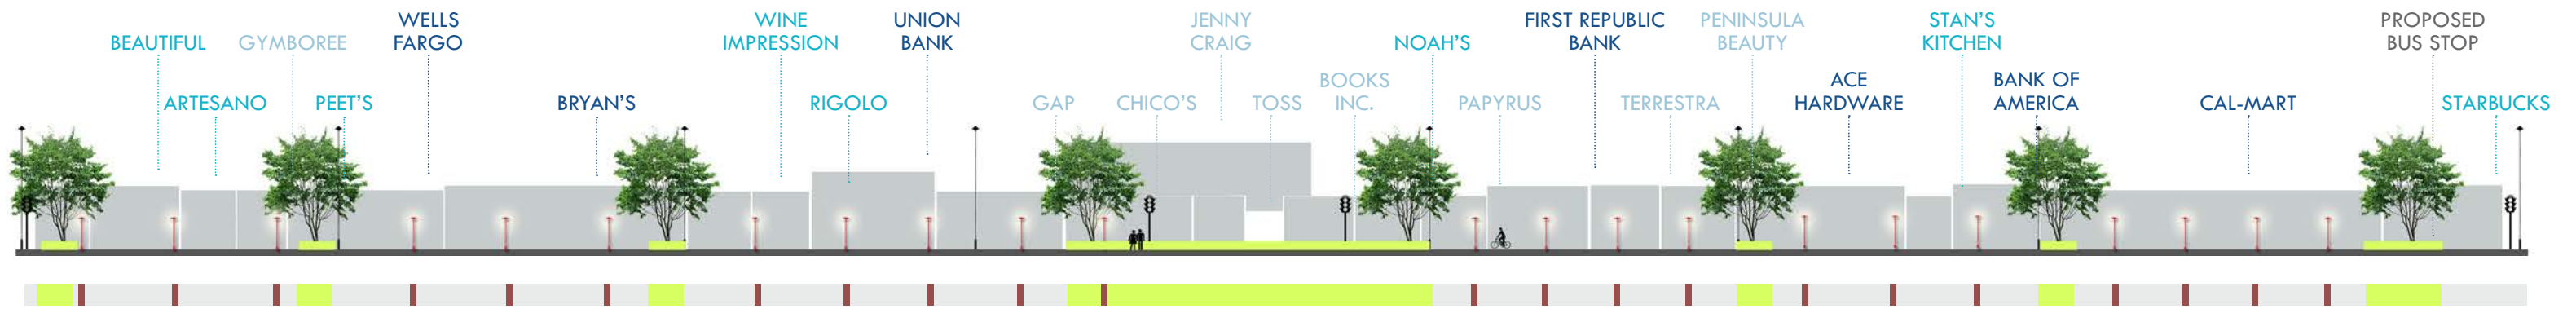 BEAUTIFUL
ARTESANO
GYMBOREE
PEET'S
WELLS
FARGO
BRYAN'S
WINE
IMPRESSION
RIGOLO
UNION
BANK
GAP
CHICO'S
JENNY
CRAIG
TOSS
BOOKS
INC.
NOAH'S
PAPYRUS
FIRST REPUBLIC
BANK
TERRESTRA
PENINSULA
BEAUTY
ACE
HARDWARE
STAN'S
KITCHEN
BANK OF
AMERICA
CAL-MART
PROPOSED
BUS STOP
STARBUCKS